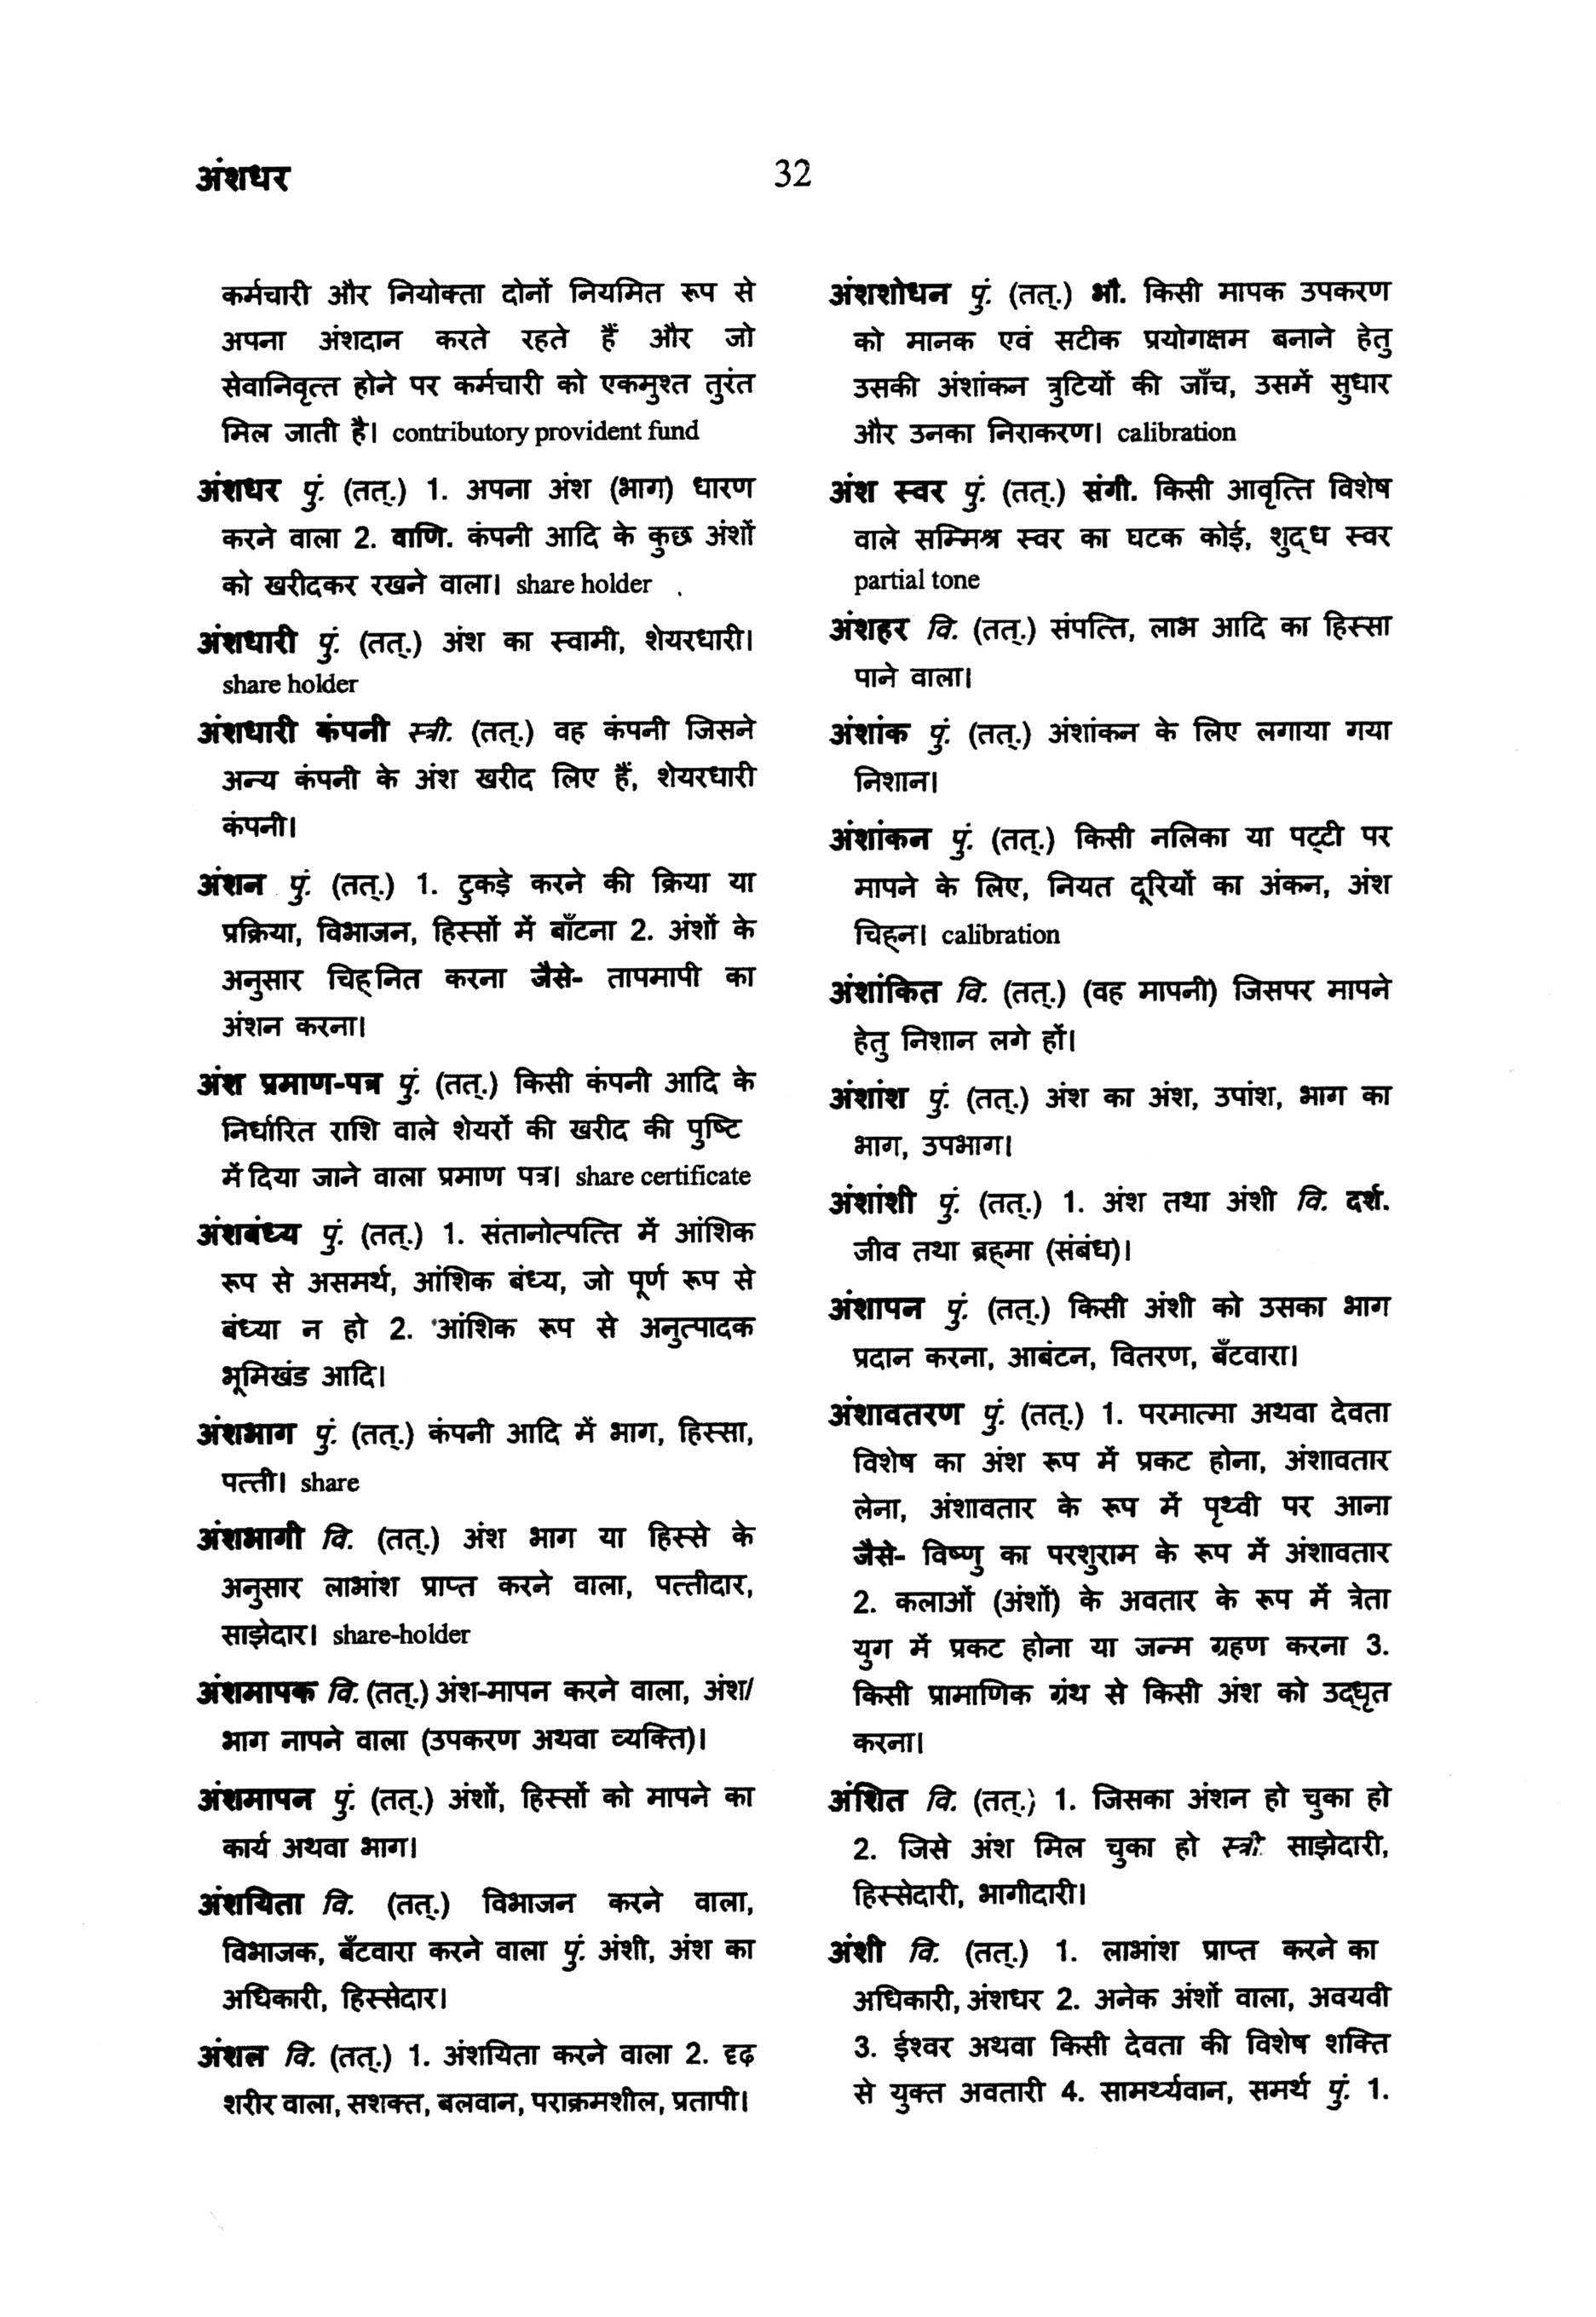 अंशधर
32
कर्मचारी और नियोक्ता दोनों नियमित रूप से
अपना अंशदान करते रहते हैं और जो
सेवानिवृत्त होने पर कर्मचारी को एकमुश्त तुरंत
मिल जाती है। contributory provident fund
अंशधर पुं. (तत्.) 1. अपना अंश (भाग) धारण
करने वाला 2. वाणि. कंपनी आदि के कुछ अंशों
को खरीदकर रखने वाला। share holder
अंशधारी पुं. (तत्.) अंश का स्वामी, शेयरधारी।
share holder
अंशधारी कंपनी स्त्री. (तत्.) वह कंपनी जिसने
अन्य कंपनी के अंश खरीद लिए हैं, शेयरधारी
कंपनी।
अंशन पुं. (तत्.) 1. टुकड़े करने की क्रिया या
प्रक्रिया, विभाजन, हिस्सों में बाँटना 2. अंशों के
अनुसार चिह्नित करना जैसे- तापमापी का
अंशन करना।
अंश प्रमाण-पत्र पुं. (तत्.) किसी कंपनी आदि के
निर्धारित राशि वाले शेयरों की खरीद की पुष्टि
में दिया जाने वाला प्रमाण पत्र। share certificate
अंशबंध्य पुं. (तत्.) 1. संतानोत्पत्ति में आंशिक
रूप से असमर्थ, आंशिक बंध्य, जो पूर्ण रूप से
बंध्या न हो 2. आंशिक रूप से अनुत्पादक
भूमिखंड आदि।
अंशभाग पुं. (तत्.) कंपनी आदि में भाग, हिस्सा,
पत्ती। share
अंशभागी वि. (तत्.) अंश भाग या हिस्से के
अनुसार लाभांश प्राप्त करने वाला, पत्तीदार,
साझेदार। share-holder
अंशमापक वि. (तत्.) अंश-मापन करने वाला, अंश/
भाग नापने वाला (उपकरण अथवा व्यक्ति)।
अंशमापन पुं. (तत्.) अंशों, हिस्सों को मापने का
कार्य अथवा भाग।
अंशयिता वि. (तत्.) विभाजन करने वाला,
विभाजक, बँटवारा करने वाला पुं. अंशी, अंश का
अधिकारी, हिस्सेदार।
अंशल वि. (तत्.) 1. अंशयिता करने वाला 2. दृढ़
शरीर वाला, सशक्त, बलवान, पराक्रमशील, प्रतापी।
अंशशोधन पुं. (तत्.) भौ. किसी मापक उपकरण
को मानक एवं सटीक प्रयोगक्षम बनाने हेतु
उसकी अंशांकन त्रुटियों की जाँच, उसमें सुधार
और उनका निराकरण। calibration
अंश स्वर पुं. (तत्.) संगी. किसी आवृत्ति विशेष
वाले सम्मिश्र स्वर का घटक कोई, शुद्ध स्वर
partial tone
अंशहर वि. (तत्.) संपत्ति, लाभ आदि का हिस्सा
पाने वाला।
अंशांक पुं. (तत्.) अंशांकन के लिए लगाया गया
निशान।
अंशांकन पुं. (तत्.) किसी नलिका या पट्टी पर
मापने के लिए, नियत दूरियों का अंकन, अंश
चिह्न। calibration
अंशांकित वि. (तत्.) (वह मापनी) जिसपर मापने
हेतु निशान लगे हों।
अंशांश पुं. (तत्.) अंश का अंश, उपांश, भाग का
भाग, उपभाग।
अंशांशी पुं. (तत्.) 1. अंश तथा अंशी वि. दर्श.
जीव तथा ब्रह्मा (संबंध)।
अंशापन पुं. (तत्.) किसी अंशी को उसका भाग
प्रदान करना, आबंटन, वितरण, बँटवारा।
अंशावतरण पुं. (तत्.) 1. परमात्मा अथवा देवता
विशेष का अंश रूप में प्रकट होना, अंशावतार
लेना, अंशावतार के रूप में पृथ्वी पर आना
जैसे- विष्णु का परशुराम के रूप में अंशावतार
2. कलाओं (अंशों) के अवतार के रूप में त्रेता
युग में प्रकट होना या जन्म ग्रहण करना 3.
किसी प्रामाणिक ग्रंथ से किसी अंश को उद्धृत
करना।
अंशित वि. (तत्.) 1. जिसका अंशन हो चुका हो
2. जिसे अंश मिल चुका हो स्त्री. साझेदारी,
हिस्सेदारी, भागीदारी।
अंशी वि. (तत्.) 1. लाभांश प्राप्त करने का
अधिकारी, अंशधर 2. अनेक अंशों वाला, अवयवी
3. ईश्वर अथवा किसी देवता की विशेष शक्ति
से युक्त अवतारी 4. सामर्थ्यवान, समर्थ पुं. 1.